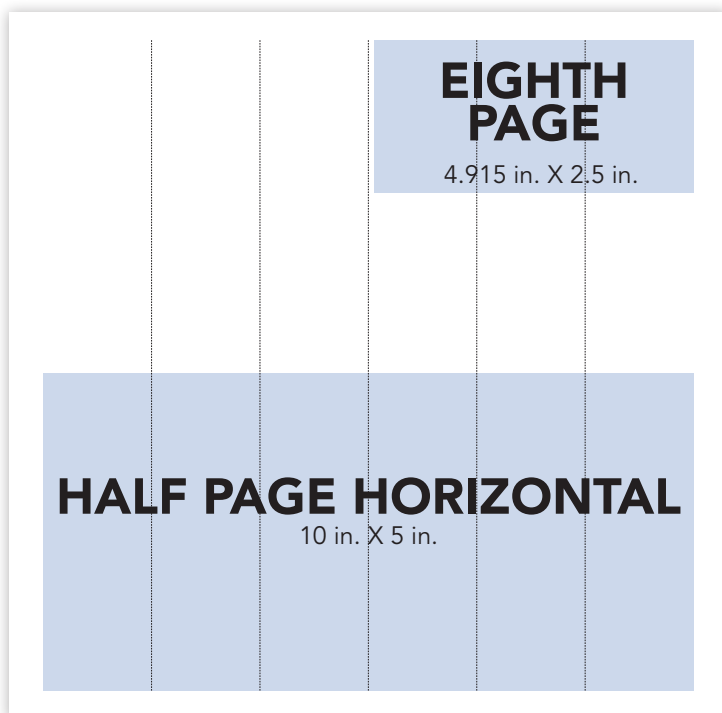 EIGHTH
PAGE
4.915 in. X 2.5 in.
HALF PAGE HORIZONTAL
10 in. X 5 in.